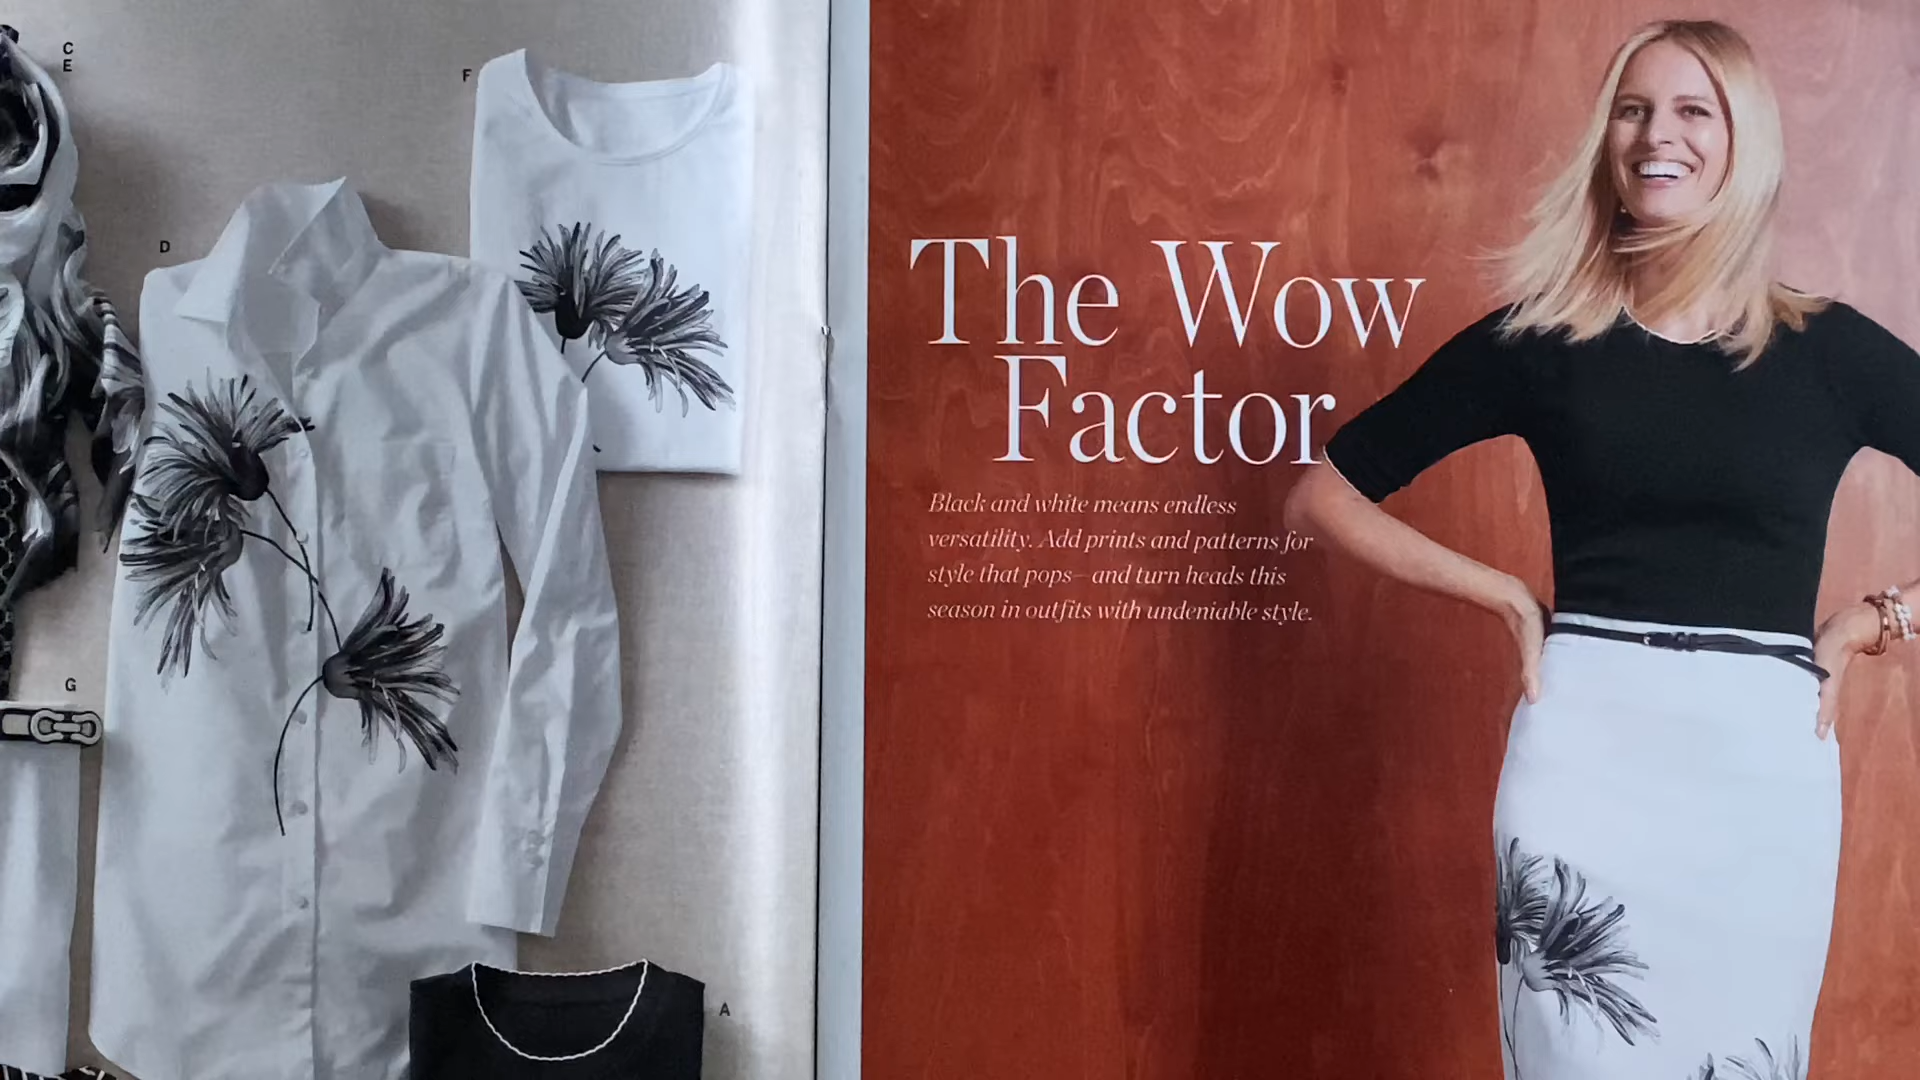 C
E
F
D
G
A
The Wow
Factor
Black and white means endless
versatility. Add prints and patterns for
style that pops—and turn heads this
season in outfits with undeniable style.